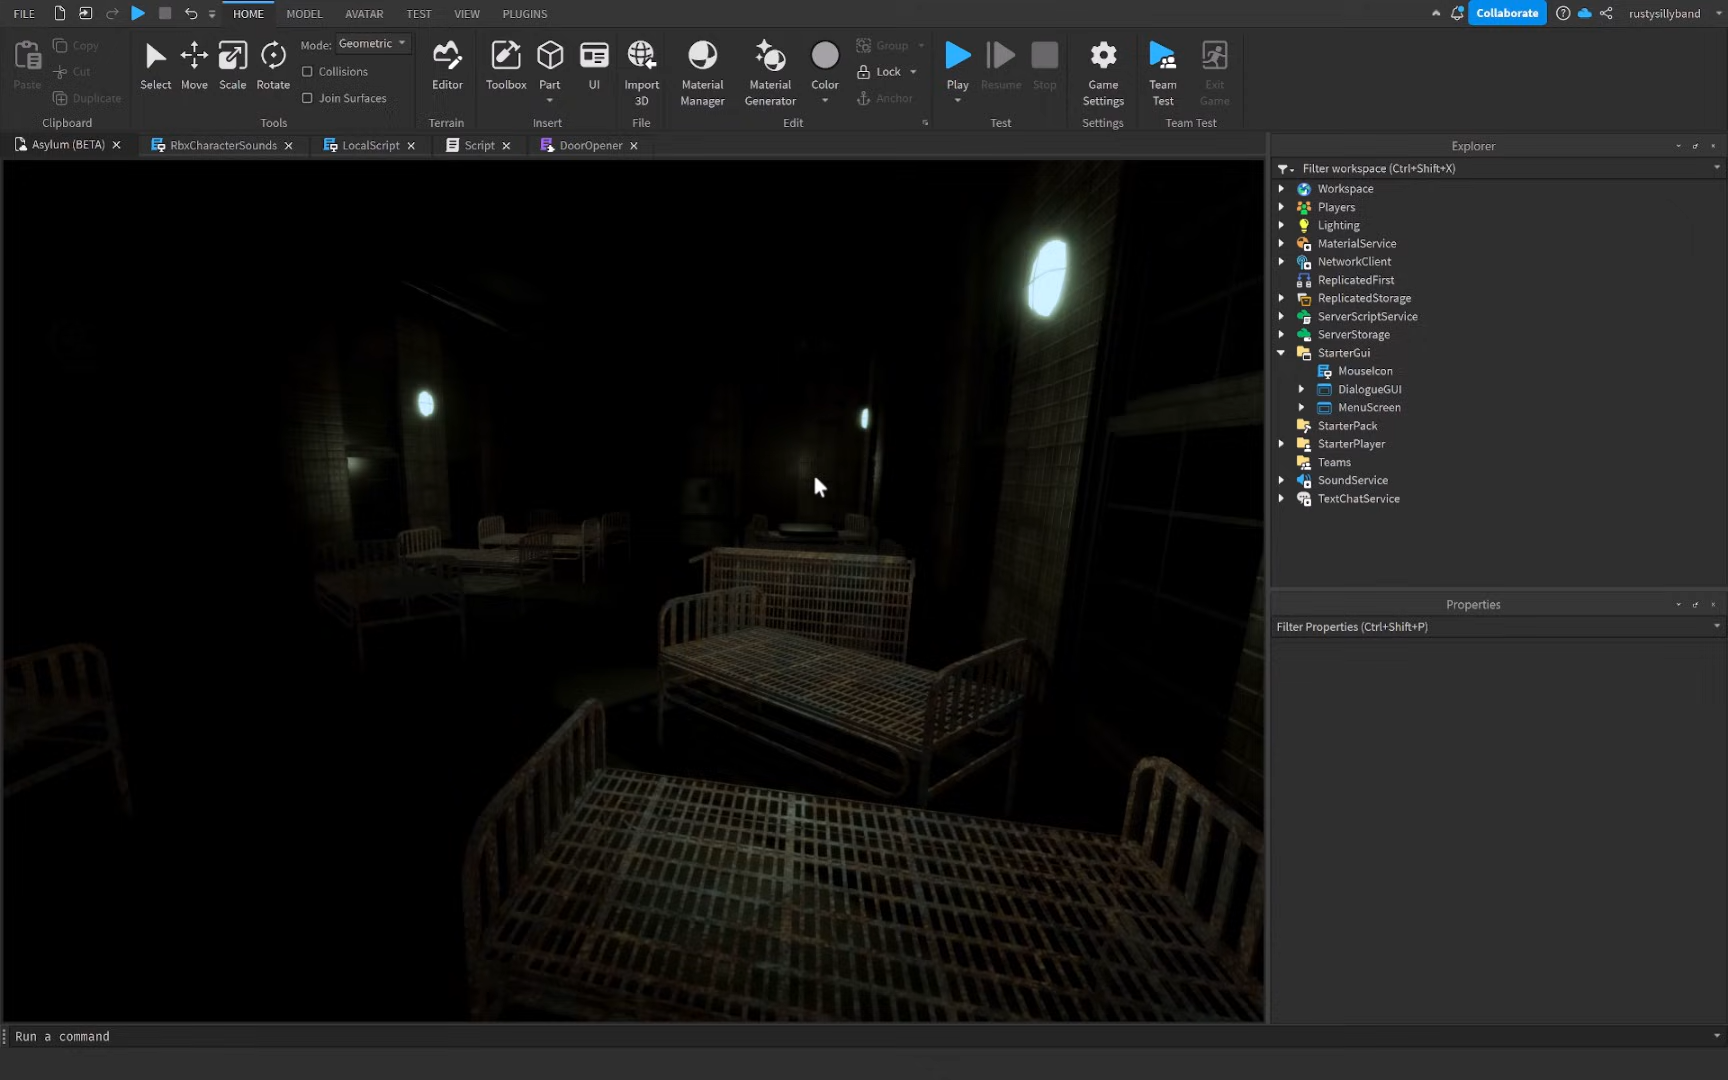 FILE HOME MODEL AVATAR TEST VIEW PLUGINS Collaborate rustysillyband
Paste Copy Cut Duplicate
Clipboard
Select Move Scale Rotate
Mode: Geometric
Collisions
Join Surfaces
Tools
Editor
Terrain
Toolbox Part UI
Insert
Import 3D
File
Material Manager
Material Generator
Color
Group
Lock
Anchor
Edit
Play Resume Stop
Test
Game Settings
Settings
Team Test
Exit Game
Team Test
Asylum (BETA) RbxCharacterSounds LocalScript Script DoorOpener
Explorer
Filter workspace (Ctrl+Shift+X)
Workspace
Players
Lighting
MaterialService
NetworkClient
ReplicatedFirst
ReplicatedStorage
ServerScriptService
ServerStorage
StarterGui
MouseIcon
DialogueGUI
MenuScreen
StarterPack
StarterPlayer
Teams
SoundService
TextChatService
Properties
Filter Properties (Ctrl+Shift+P)
Run a command